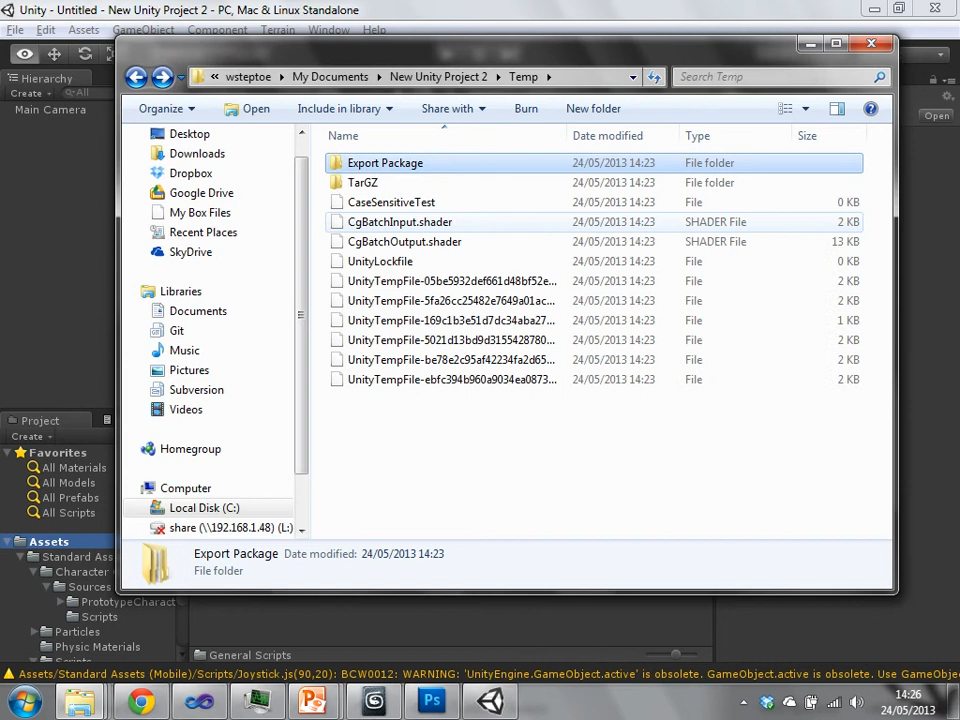 Unity - Untitled - New Unity Project 2 - PC, Mac & Linux Standalone
File Edit Assets GameObject Component Terrain Window Help
« wsteptoe My Documents New Unity Project 2 Temp
Search Temp
Organize Open Include in library Share with Burn New folder
Hierarchy
Create All
Main Camera
Open
Desktop
Downloads
Dropbox
Google Drive
My Box Files
Recent Places
SkyDrive
Libraries
Documents
Git
Music
Pictures
Subversion
Videos
Homegroup
Computer
Local Disk (C:)
share (\\192.168.1.48) (L:)
Name Date modified Type Size
Export Package 24/05/2013 14:23 File folder
TarGZ 24/05/2013 14:23 File folder
CaseSensitiveTest 24/05/2013 14:23 File 0 KB
CgBatchInput.shader 24/05/2013 14:23 SHADER File 2 KB
CgBatchOutput.shader 24/05/2013 14:23 SHADER File 13 KB
UnityLockfile 24/05/2013 14:23 File 0 KB
UnityTempFile-05be5932def661d48bf52e... 24/05/2013 14:23 File 2 KB
UnityTempFile-5fa26cc25482e7649a01ac... 24/05/2013 14:23 File 2 KB
UnityTempFile-169c1b3e51d7dc34aba27... 24/05/2013 14:23 File 1 KB
UnityTempFile-5021d13bd9d3155428780... 24/05/2013 14:23 File 2 KB
UnityTempFile-be78e2c95af42234fa2d65... 24/05/2013 14:23 File 2 KB
UnityTempFile-ebfc394b960a9034ea0873... 24/05/2013 14:23 File 2 KB
Export Package Date modified: 24/05/2013 14:23
File folder
Project
Create
Favorites
All Materials
All Models
All Prefabs
All Scripts
Assets
Standard Ass
Character
Sources
PrototypeCharact
Scripts
Particles
Physic Materials
Scripts
General Scripts
Assets/Standard Assets (Mobile)/Scripts/Joystick.js(90,20): BCW0012: WARNING: 'UnityEngine.GameObject.active' is obsolete. GameObject.active is obsolete. Use GameObj
Ps
14:26
24/05/2013